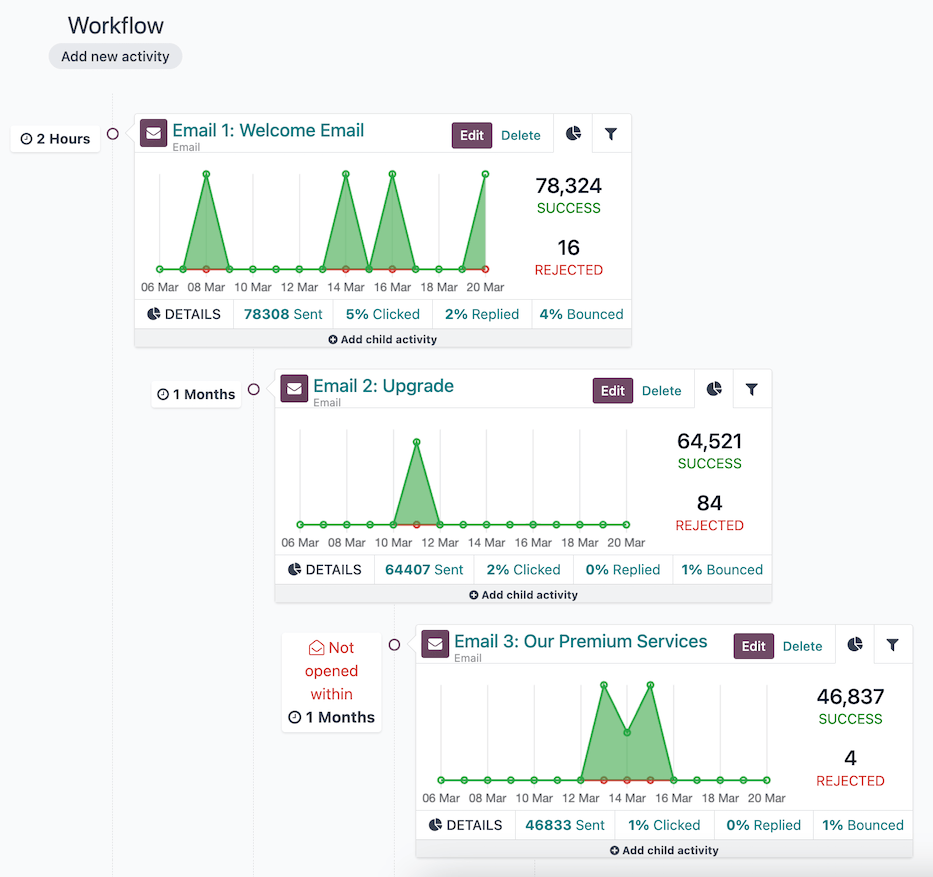 Workflow
Add new activity
2 Hours
Email 1: Welcome Email
Email
Edit Delete
78,324
SUCCESS
16
REJECTED
06 Mar 08 Mar 10 Mar 12 Mar 14 Mar 16 Mar 18 Mar 20 Mar
DETAILS 78308 Sent 5% Clicked 2% Replied 4% Bounced
Add child activity
1 Months
Email 2: Upgrade
Email
Edit Delete
64,521
SUCCESS
84
REJECTED
06 Mar 08 Mar 10 Mar 12 Mar 14 Mar 16 Mar 18 Mar 20 Mar
DETAILS 64407 Sent 2% Clicked 0% Replied 1% Bounced
Add child activity
Not
opened
within
1 Months
Email 3: Our Premium Services
Email
Edit Delete
46,837
SUCCESS
4
REJECTED
06 Mar 08 Mar 10 Mar 12 Mar 14 Mar 16 Mar 18 Mar 20 Mar
DETAILS 46833 Sent 1% Clicked 0% Replied 1% Bounced
Add child activity